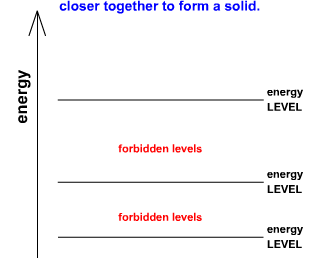 closer together to form a solid.
energy
energy
LEVEL
forbidden levels
energy
LEVEL
forbidden levels
energy
LEVEL